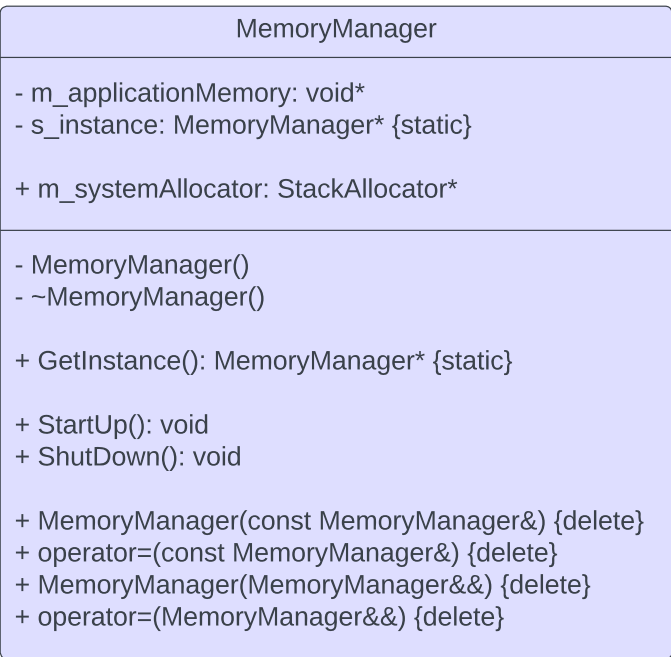 MemoryManager
- m_applicationMemory: void*
- s_instance: MemoryManager* {static}
+ m_systemAllocator: StackAllocator*
- MemoryManager()
- ~MemoryManager()
+ GetInstance(): MemoryManager* {static}
+ StartUp(): void
+ ShutDown(): void
+ MemoryManager(const MemoryManager&) {delete}
+ operator=(const MemoryManager&) {delete}
+ MemoryManager(MemoryManager&&) {delete}
+ operator=(MemoryManager&&) {delete}